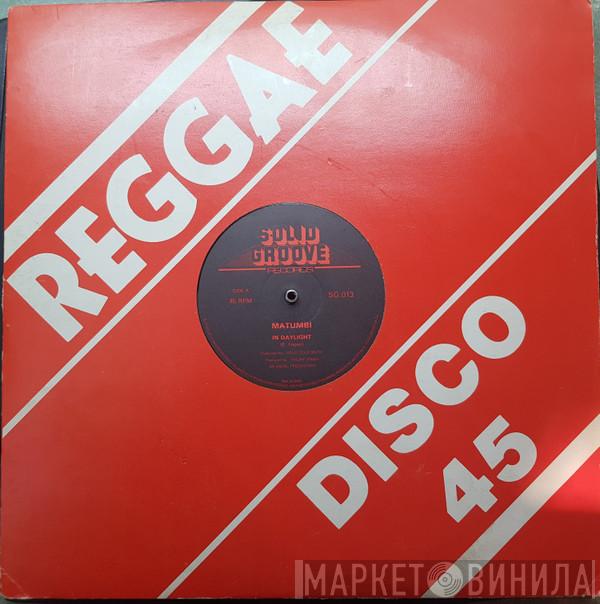 REGGAE
SOLID
GROOVE
RECORDS
SIDE A
45 RPM
SG 013
MATUMBI
IN DAYLIGHT
DISCO
45
МАРКЕТ ВИНИЛА